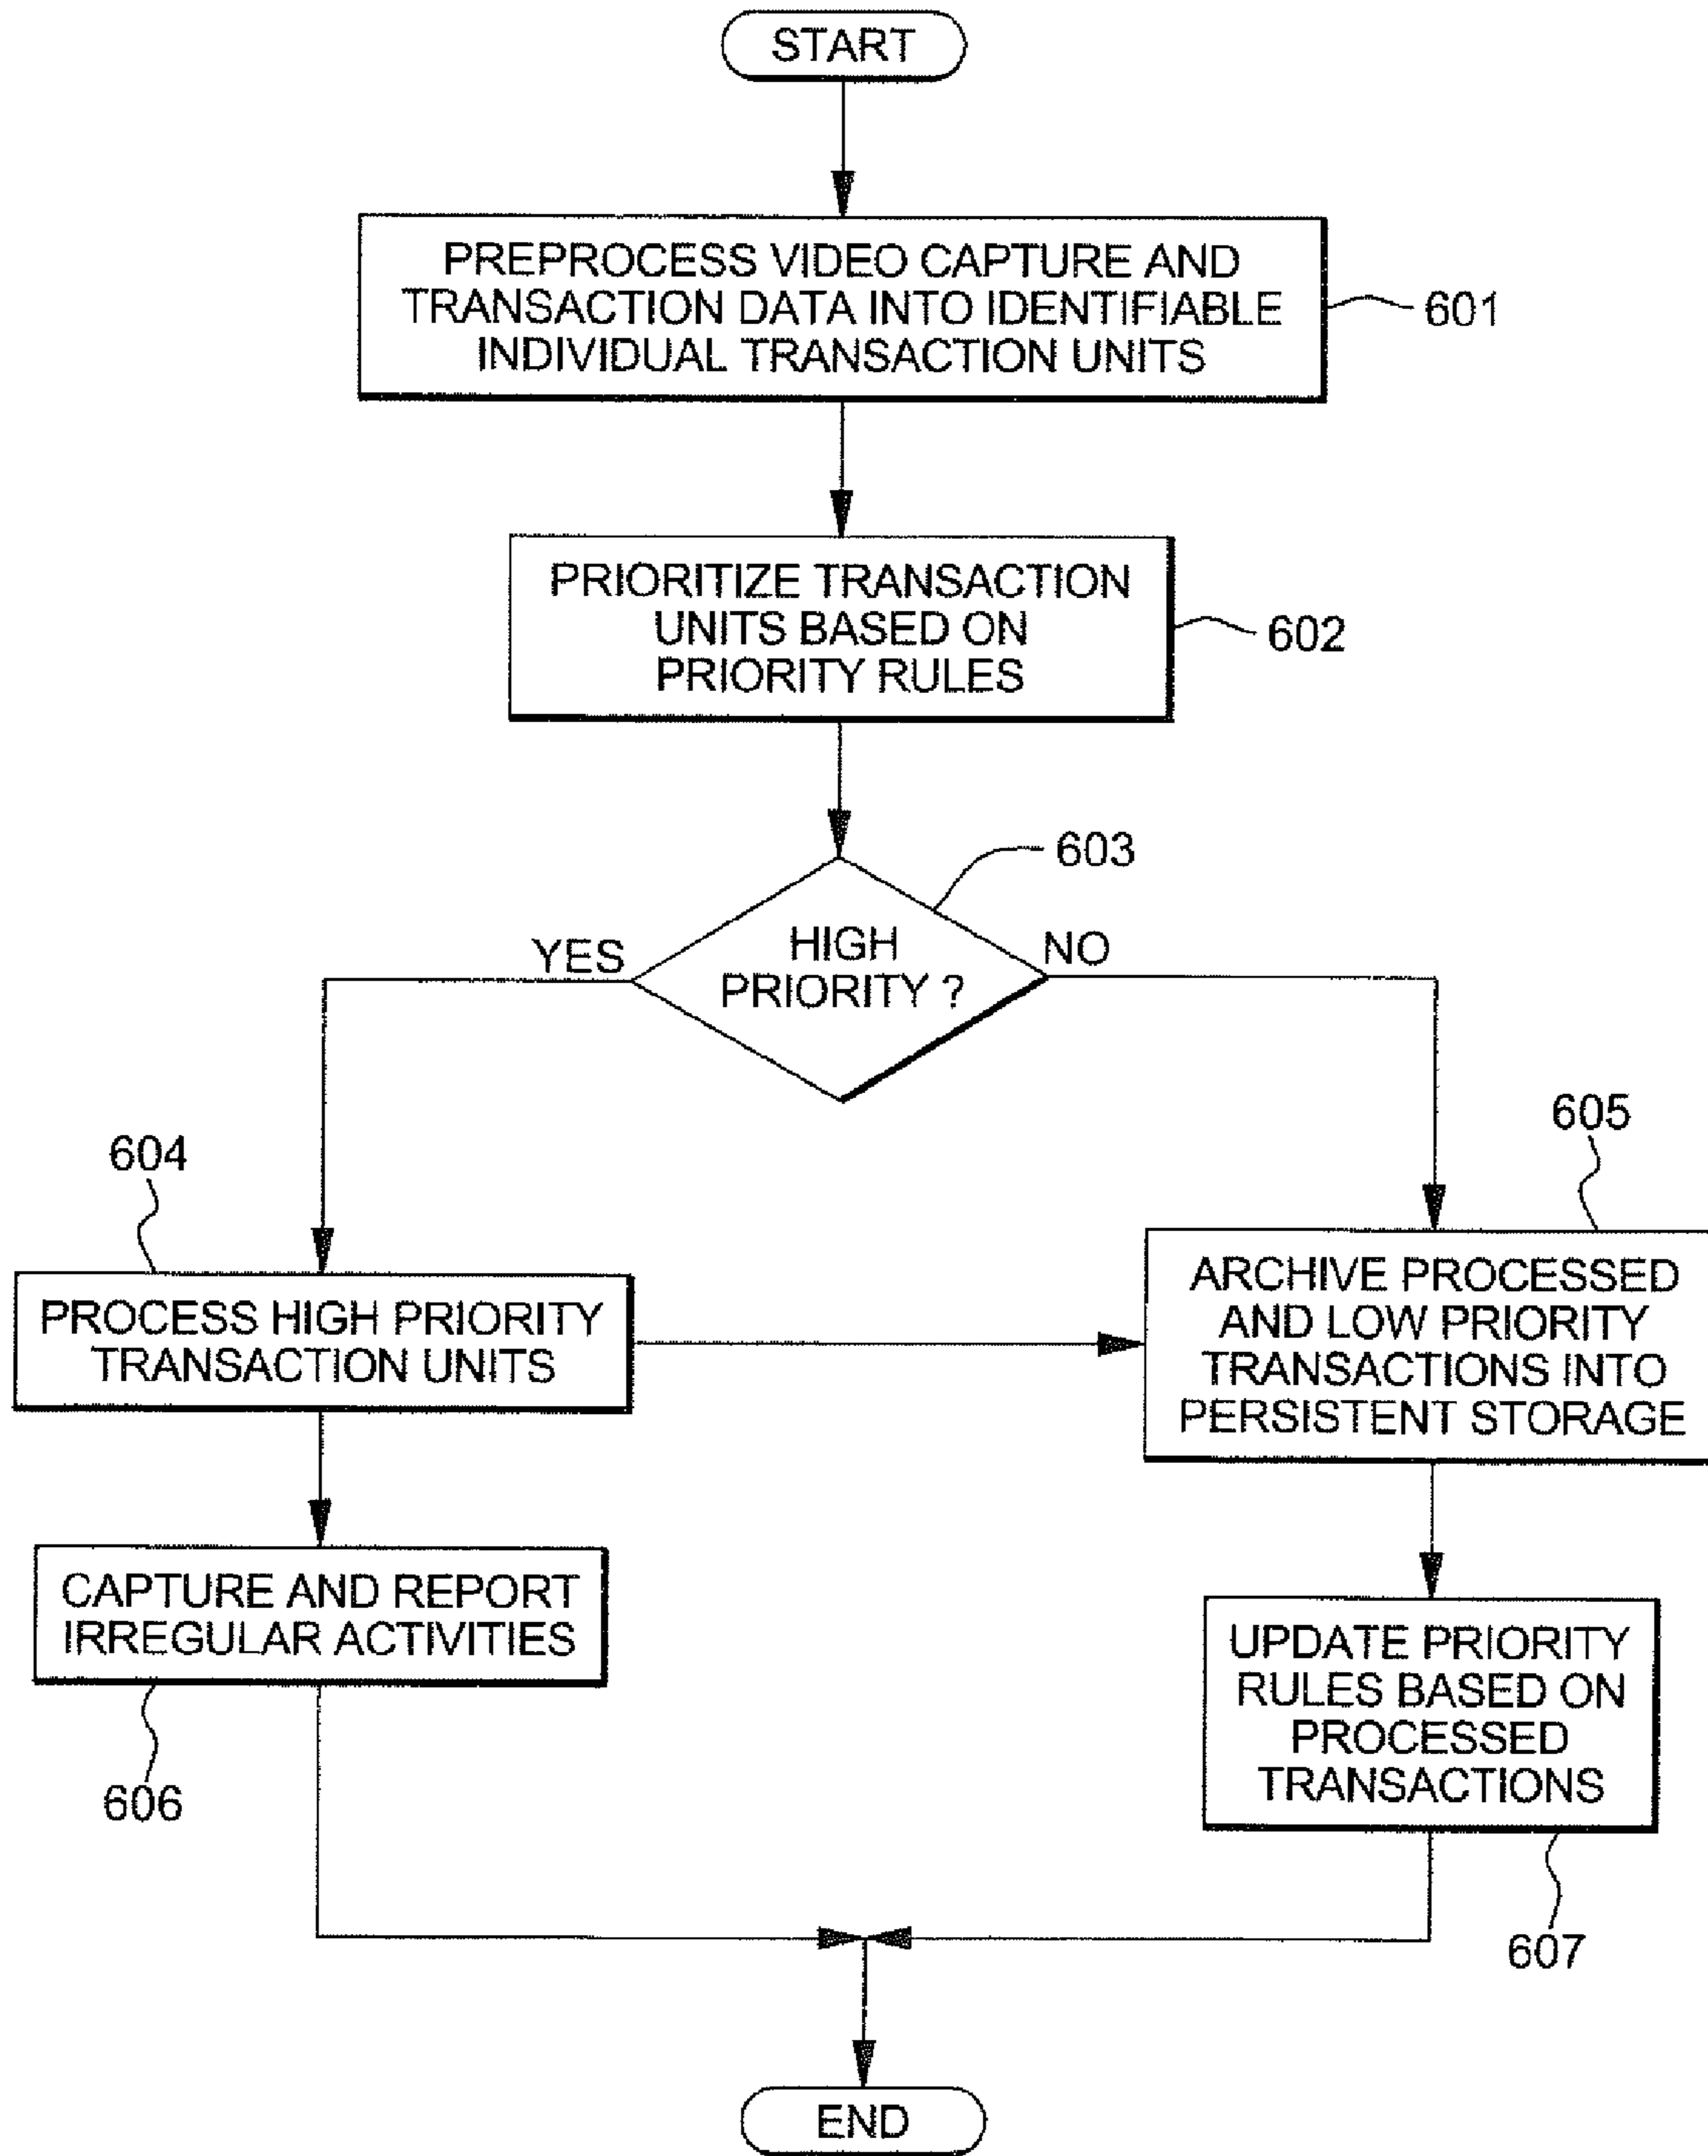 START
PREPROCESS VIDEO CAPTURE AND
TRANSACTION DATA INTO IDENTIFIABLE
INDIVIDUAL TRANSACTION UNITS
601
PRIORITIZE TRANSACTION
UNITS BASED ON
PRIORITY RULES
602
603
HIGH
PRIORITY ?
YES
NO
604
605
PROCESS HIGH PRIORITY
TRANSACTION UNITS
ARCHIVE PROCESSED
AND LOW PRIORITY
TRANSACTIONS INTO
PERSISTENT STORAGE
CAPTURE AND REPORT
IRREGULAR ACTIVITIES
606
UPDATE PRIORITY
RULES BASED ON
PROCESSED
TRANSACTIONS
607
END